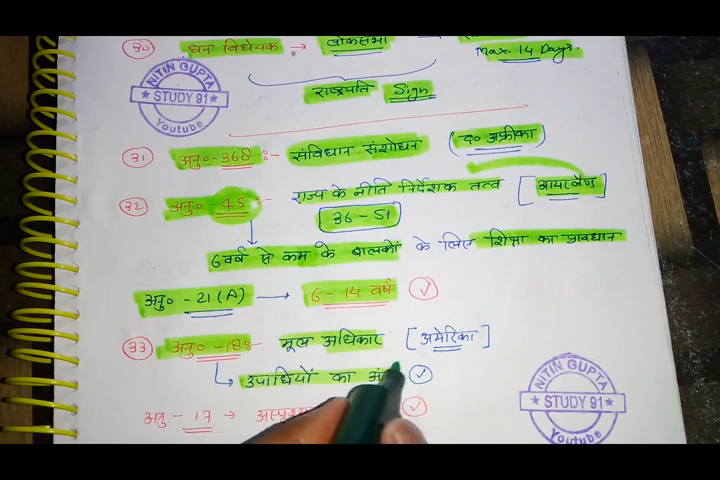 30 धन विधेयक → लोकसभा
Max. 14 Days.
राष्ट्रपति Sign
NITIN GUPTA
★ STUDY 91 ★
Youtube
31 अनु०-368 :- संविधान संशोधन (द० अफ्रीका)
32 अनु०-45 :- राज्य के नीति निर्देशक तत्व [आयरलैण्ड]
36-51
6 वर्ष से कम के बालकों के लिए शिक्षा का प्रावधान
अनु०-21(A) → 6-14 वर्ष ✓
33 अनु०-18:- मूल अधिकार [अमेरिका]
उपाधियों का ✓
अनु-17 → ✓
NITIN GUPTA
★ STUDY 91 ★
Youtube